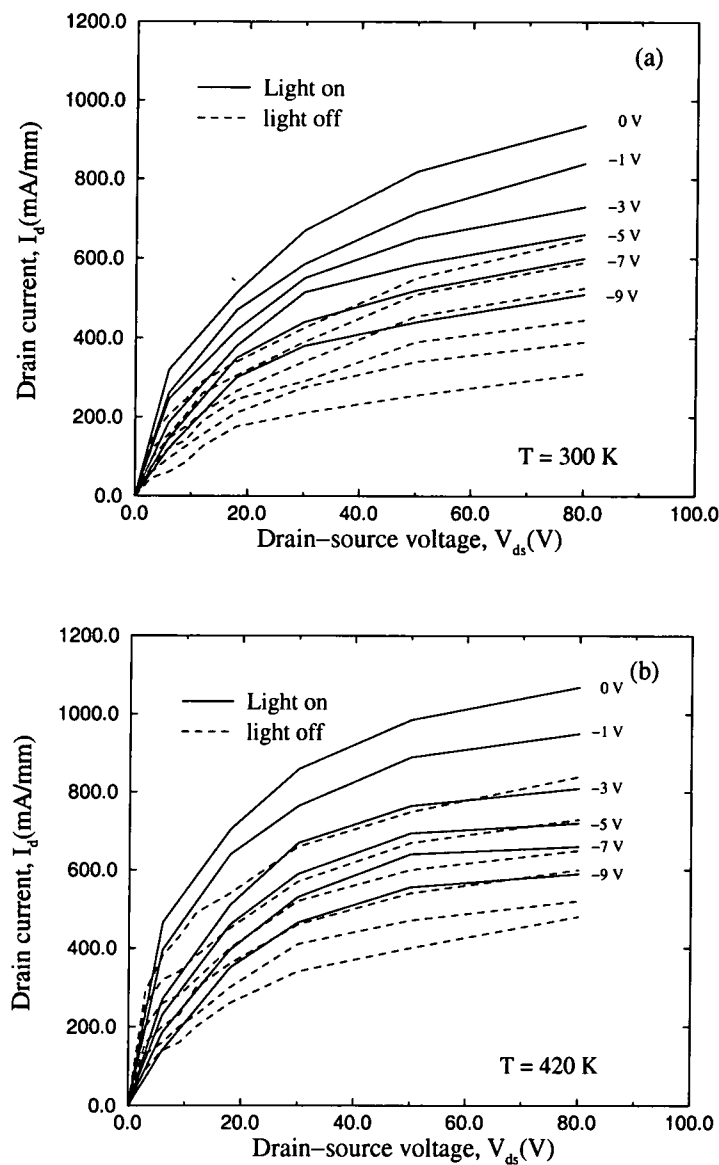 1200.0
(a)
1000.0
Light on
light off
0 V
800.0
−1 V
−3 V
Drain current, I_d(mA/mm)
600.0
−5 V
−7 V
400.0
−9 V
200.0
T = 300 K
0.0
0.0 20.0 40.0 60.0 80.0 100.0
Drain−source voltage, V_ds(V)
1200.0
(b)
0 V
Light on
1000.0
light off
−1 V
800.0
−3 V
Drain current, I_d(mA/mm)
−5 V
−7 V
600.0
−9 V
400.0
200.0
T = 420 K
0.0
0.0 20.0 40.0 60.0 80.0 100.0
Drain−source voltage, V_ds(V)